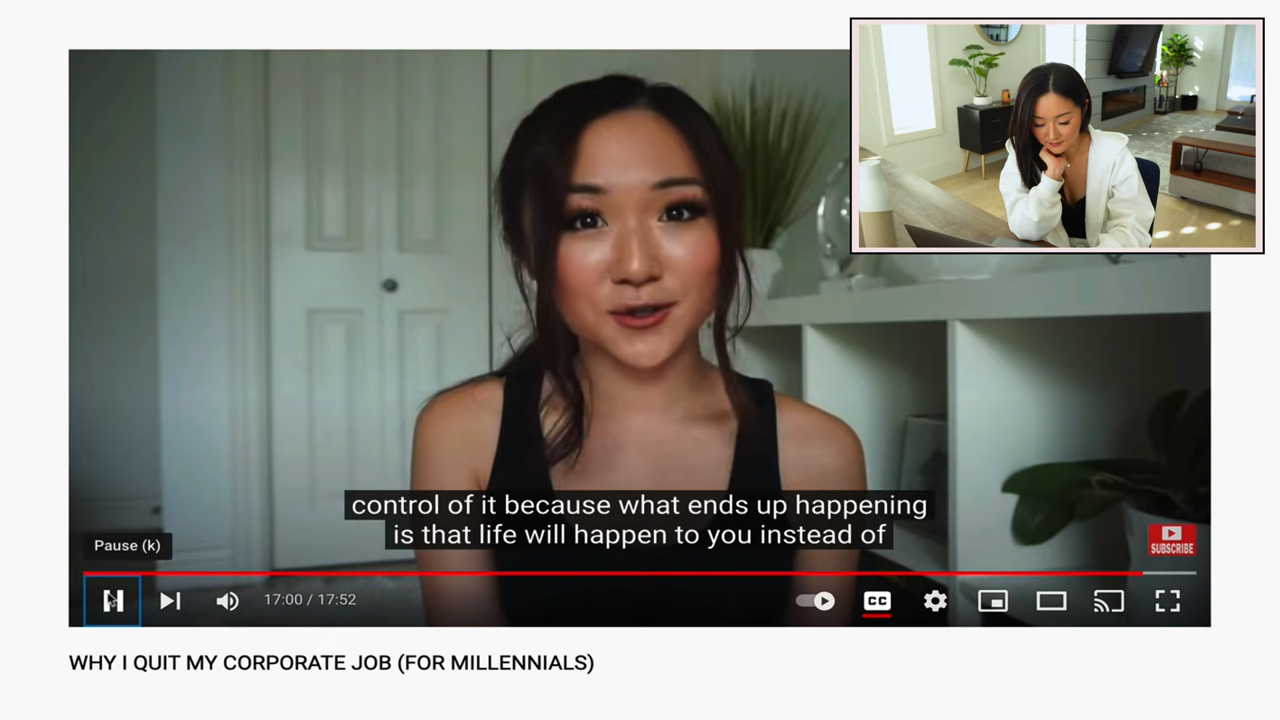 control of it because what ends up happening
is that life will happen to you instead of
Pause (k)
SUBSCRIBE
17:00 / 17:52
CC
WHY I QUIT MY CORPORATE JOB (FOR MILLENNIALS)